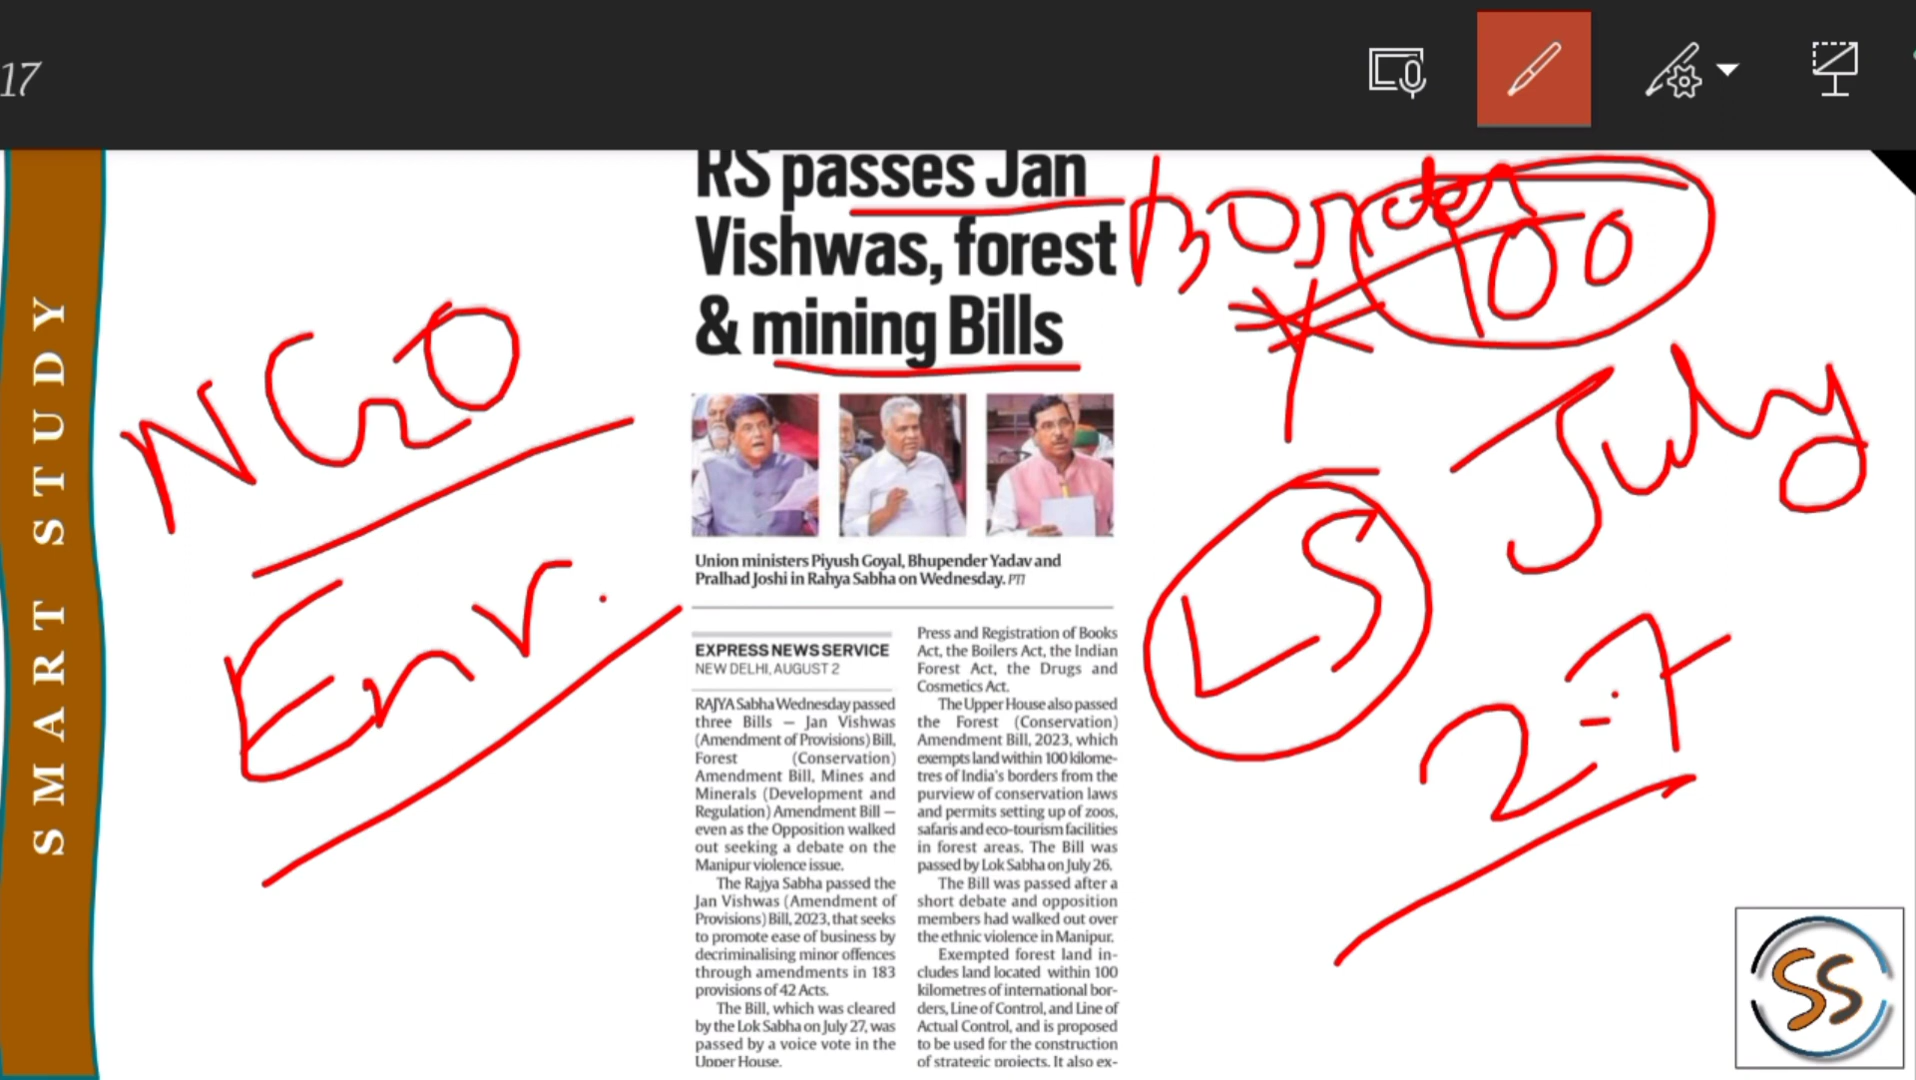 17
SMART STUDY
RS passes Jan
Vishwas, forest
& mining Bills
Union ministers Piyush Goyal, Bhupender Yadav and
Pralhad Joshi in Rahya Sabha on Wednesday. PTI
EXPRESS NEWS SERVICE
NEW DELHI, AUGUST 2
RAJYA Sabha Wednesday passed
three Bills — Jan Vishwas
(Amendment of Provisions) Bill,
Forest (Conservation)
Amendment Bill, Mines and
Minerals (Development and
Regulation) Amendment Bill —
even as the Opposition walked
out seeking a debate on the
Manipur violence issue.
The Rajya Sabha passed the
Jan Vishwas (Amendment of
Provisions) Bill, 2023, that seeks
to promote ease of business by
decriminalising minor offences
through amendments in 183
provisions of 42 Acts.
The Bill, which was cleared
by the Lok Sabha on July 27, was
passed by a voice vote in the
Upper House.
Press and Registration of Books
Act, the Boilers Act, the Indian
Forest Act, the Drugs and
Cosmetics Act.
The Upper House also passed
the Forest (Conservation)
Amendment Bill, 2023, which
exempts land within 100 kilome-
tres of India's borders from the
purview of conservation laws
and permits setting up of zoos,
safaris and eco-tourism facilities
in forest areas. The Bill was
passed by Lok Sabha on July 26.
The Bill was passed after a
short debate and opposition
members had walked out over
the ethnic violence in Manipur.
Exempted forest land in-
cludes land located within 100
kilometres of international bor-
ders, Line of Control, and Line of
Actual Control, and is proposed
to be used for the construction
of strategic projects. It also ex-
NGO
Env.
Border
100
July
LS
27
SS